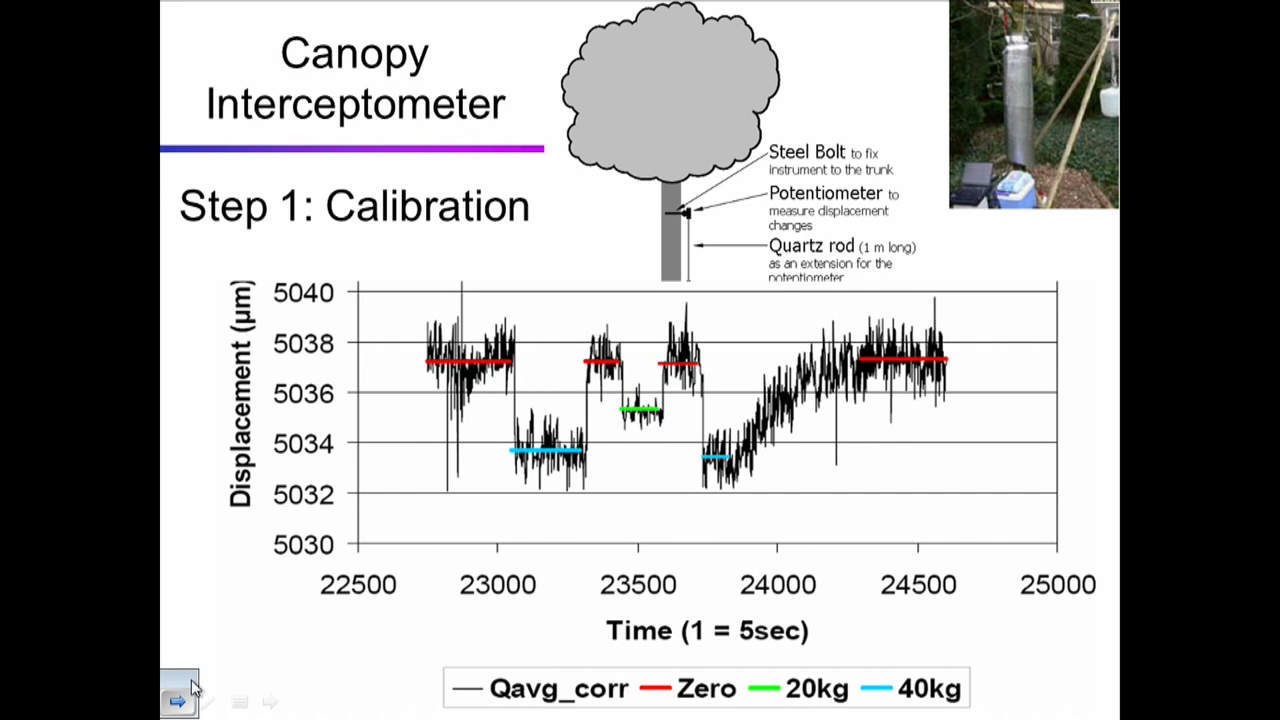 Canopy
Interceptometer
Step 1: Calibration
Steel Bolt to fix
instrument to the trunk
Potentiometer to
measure displacement
changes
Quartz rod (1 m long)
as an extension for the
potentiometer
Displacement (µm)
5040
5038
5036
5034
5032
5030
22500 23000 23500 24000 24500 25000
Time (1 = 5sec)
Qavg_corr Zero 20kg 40kg